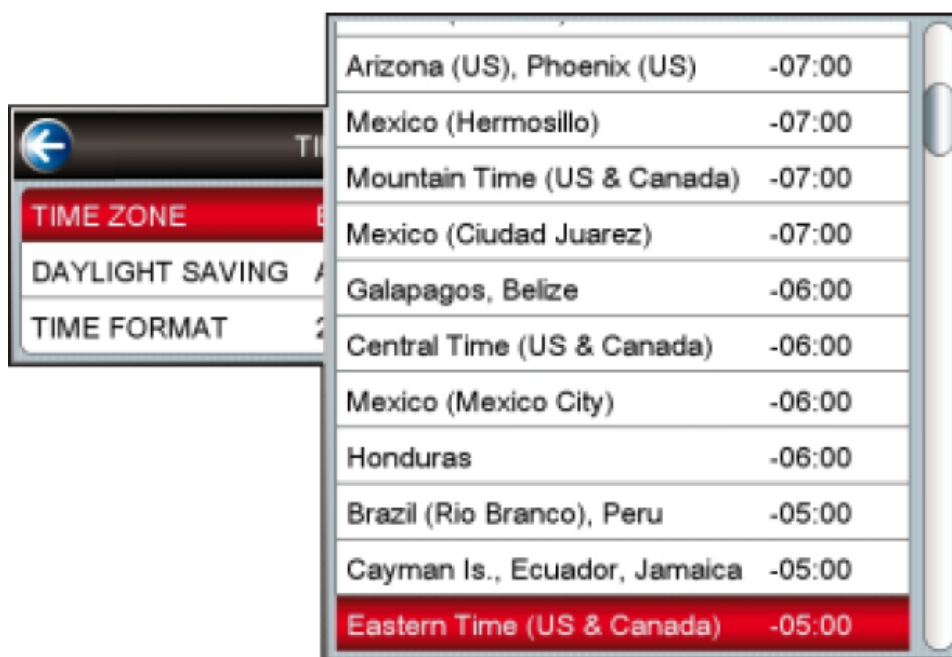 TI
TIME ZONE E
DAYLIGHT SAVING A
TIME FORMAT 2
Arizona (US), Phoenix (US) -07:00
Mexico (Hermosillo) -07:00
Mountain Time (US & Canada) -07:00
Mexico (Ciudad Juarez) -07:00
Galapagos, Belize -06:00
Central Time (US & Canada) -06:00
Mexico (Mexico City) -06:00
Honduras -06:00
Brazil (Rio Branco), Peru -05:00
Cayman Is., Ecuador, Jamaica -05:00
Eastern Time (US & Canada) -05:00